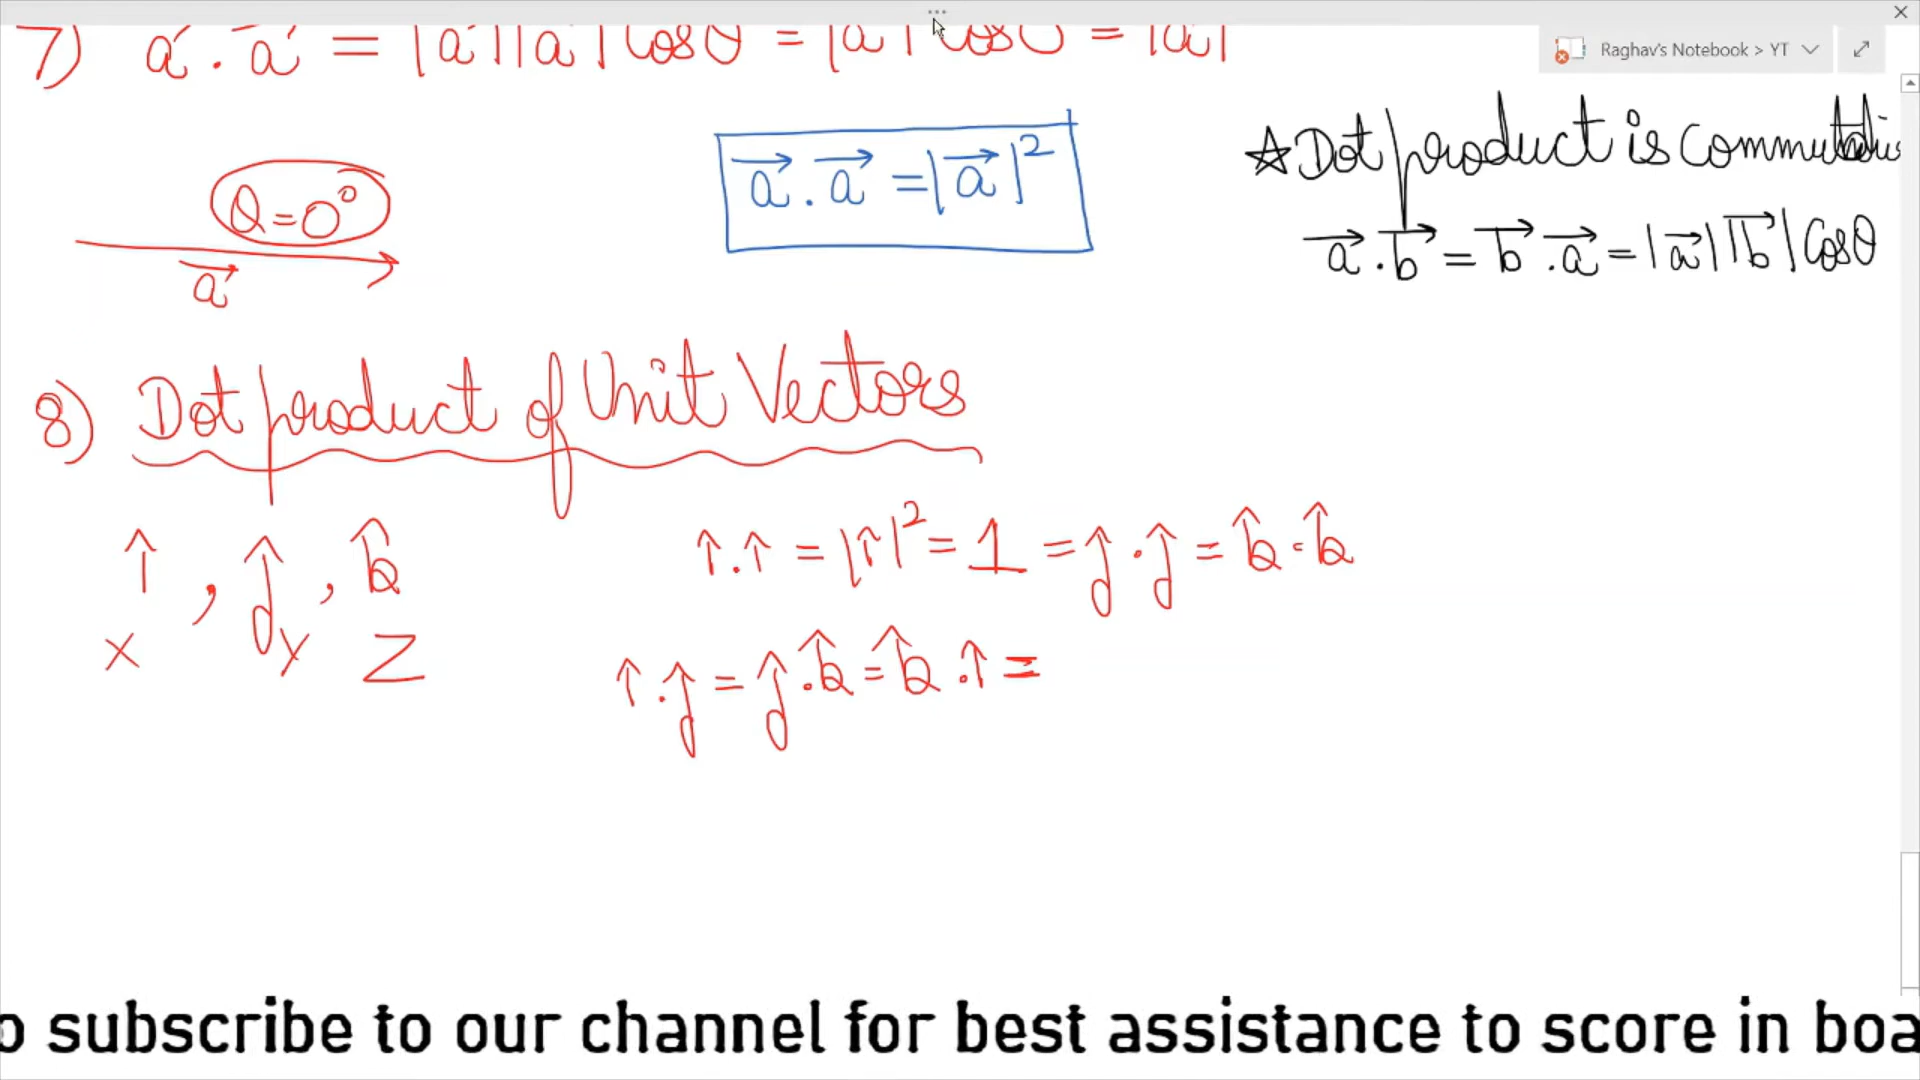 7) a⃗ . a⃗ = |a⃗||a⃗| Cosθ = |a⃗| Cosθ = |a⃗|
Raghav's Notebook > YT
θ=0°
a⃗
a⃗ . a⃗ = |a⃗|²
☆Dot product is Commutati
a⃗ . b⃗ = b⃗ . a⃗ = |a⃗||b⃗| Cosθ
8) Dot product of Unit Vectors
î , ĵ , k̂
X Y Z
î . î = |î|² = 1 = ĵ . ĵ = k̂ . k̂
î . ĵ = ĵ . k̂ = k̂ . î =
o subscribe to our channel for best assistance to score in boa